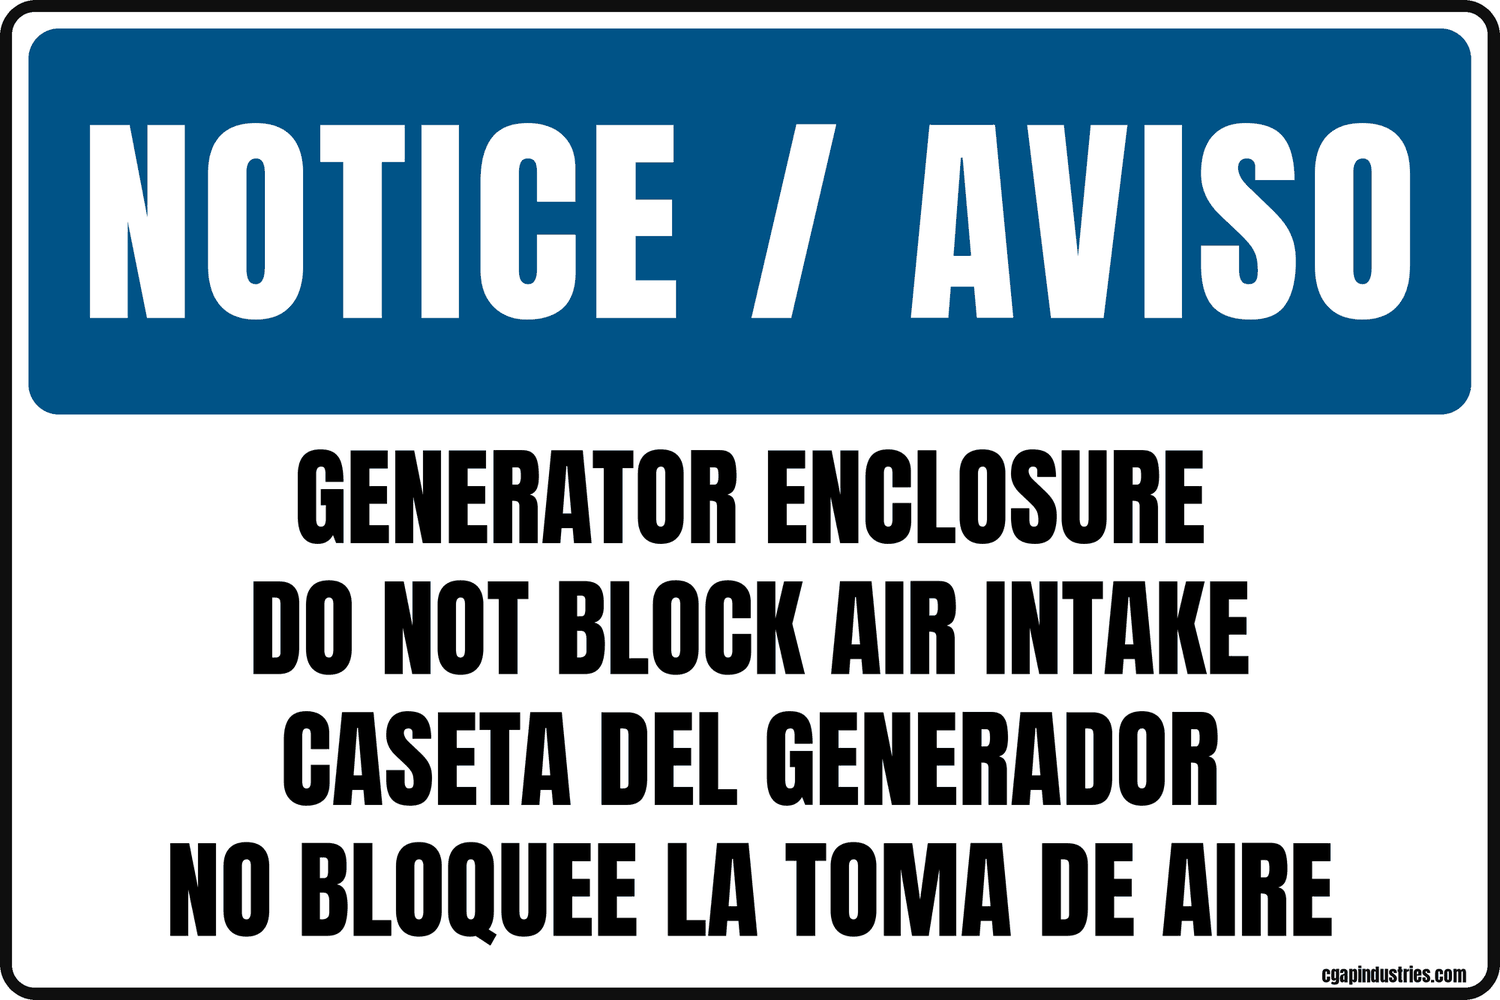 NOTICE / AVISO
GENERATOR ENCLOSURE
DO NOT BLOCK AIR INTAKE
CASETA DEL GENERADOR
NO BLOQUEE LA TOMA DE AIRE
cgapindustries.com